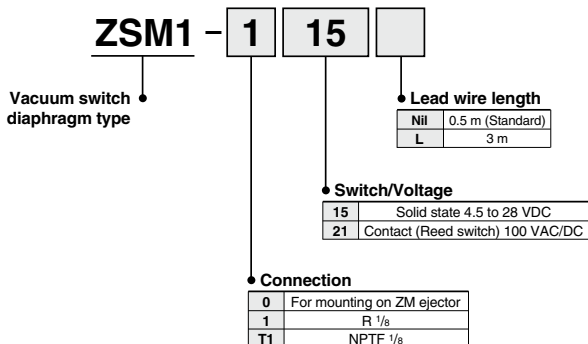 ZSM1 - 1 15
Vacuum switch
diaphragm type
Lead wire length
Nil 0.5 m (Standard)
L 3 m
Switch/Voltage
15 Solid state 4.5 to 28 VDC
21 Contact (Reed switch) 100 VAC/DC
Connection
0 For mounting on ZM ejector
1 R 1/8
T1 NPTF 1/8